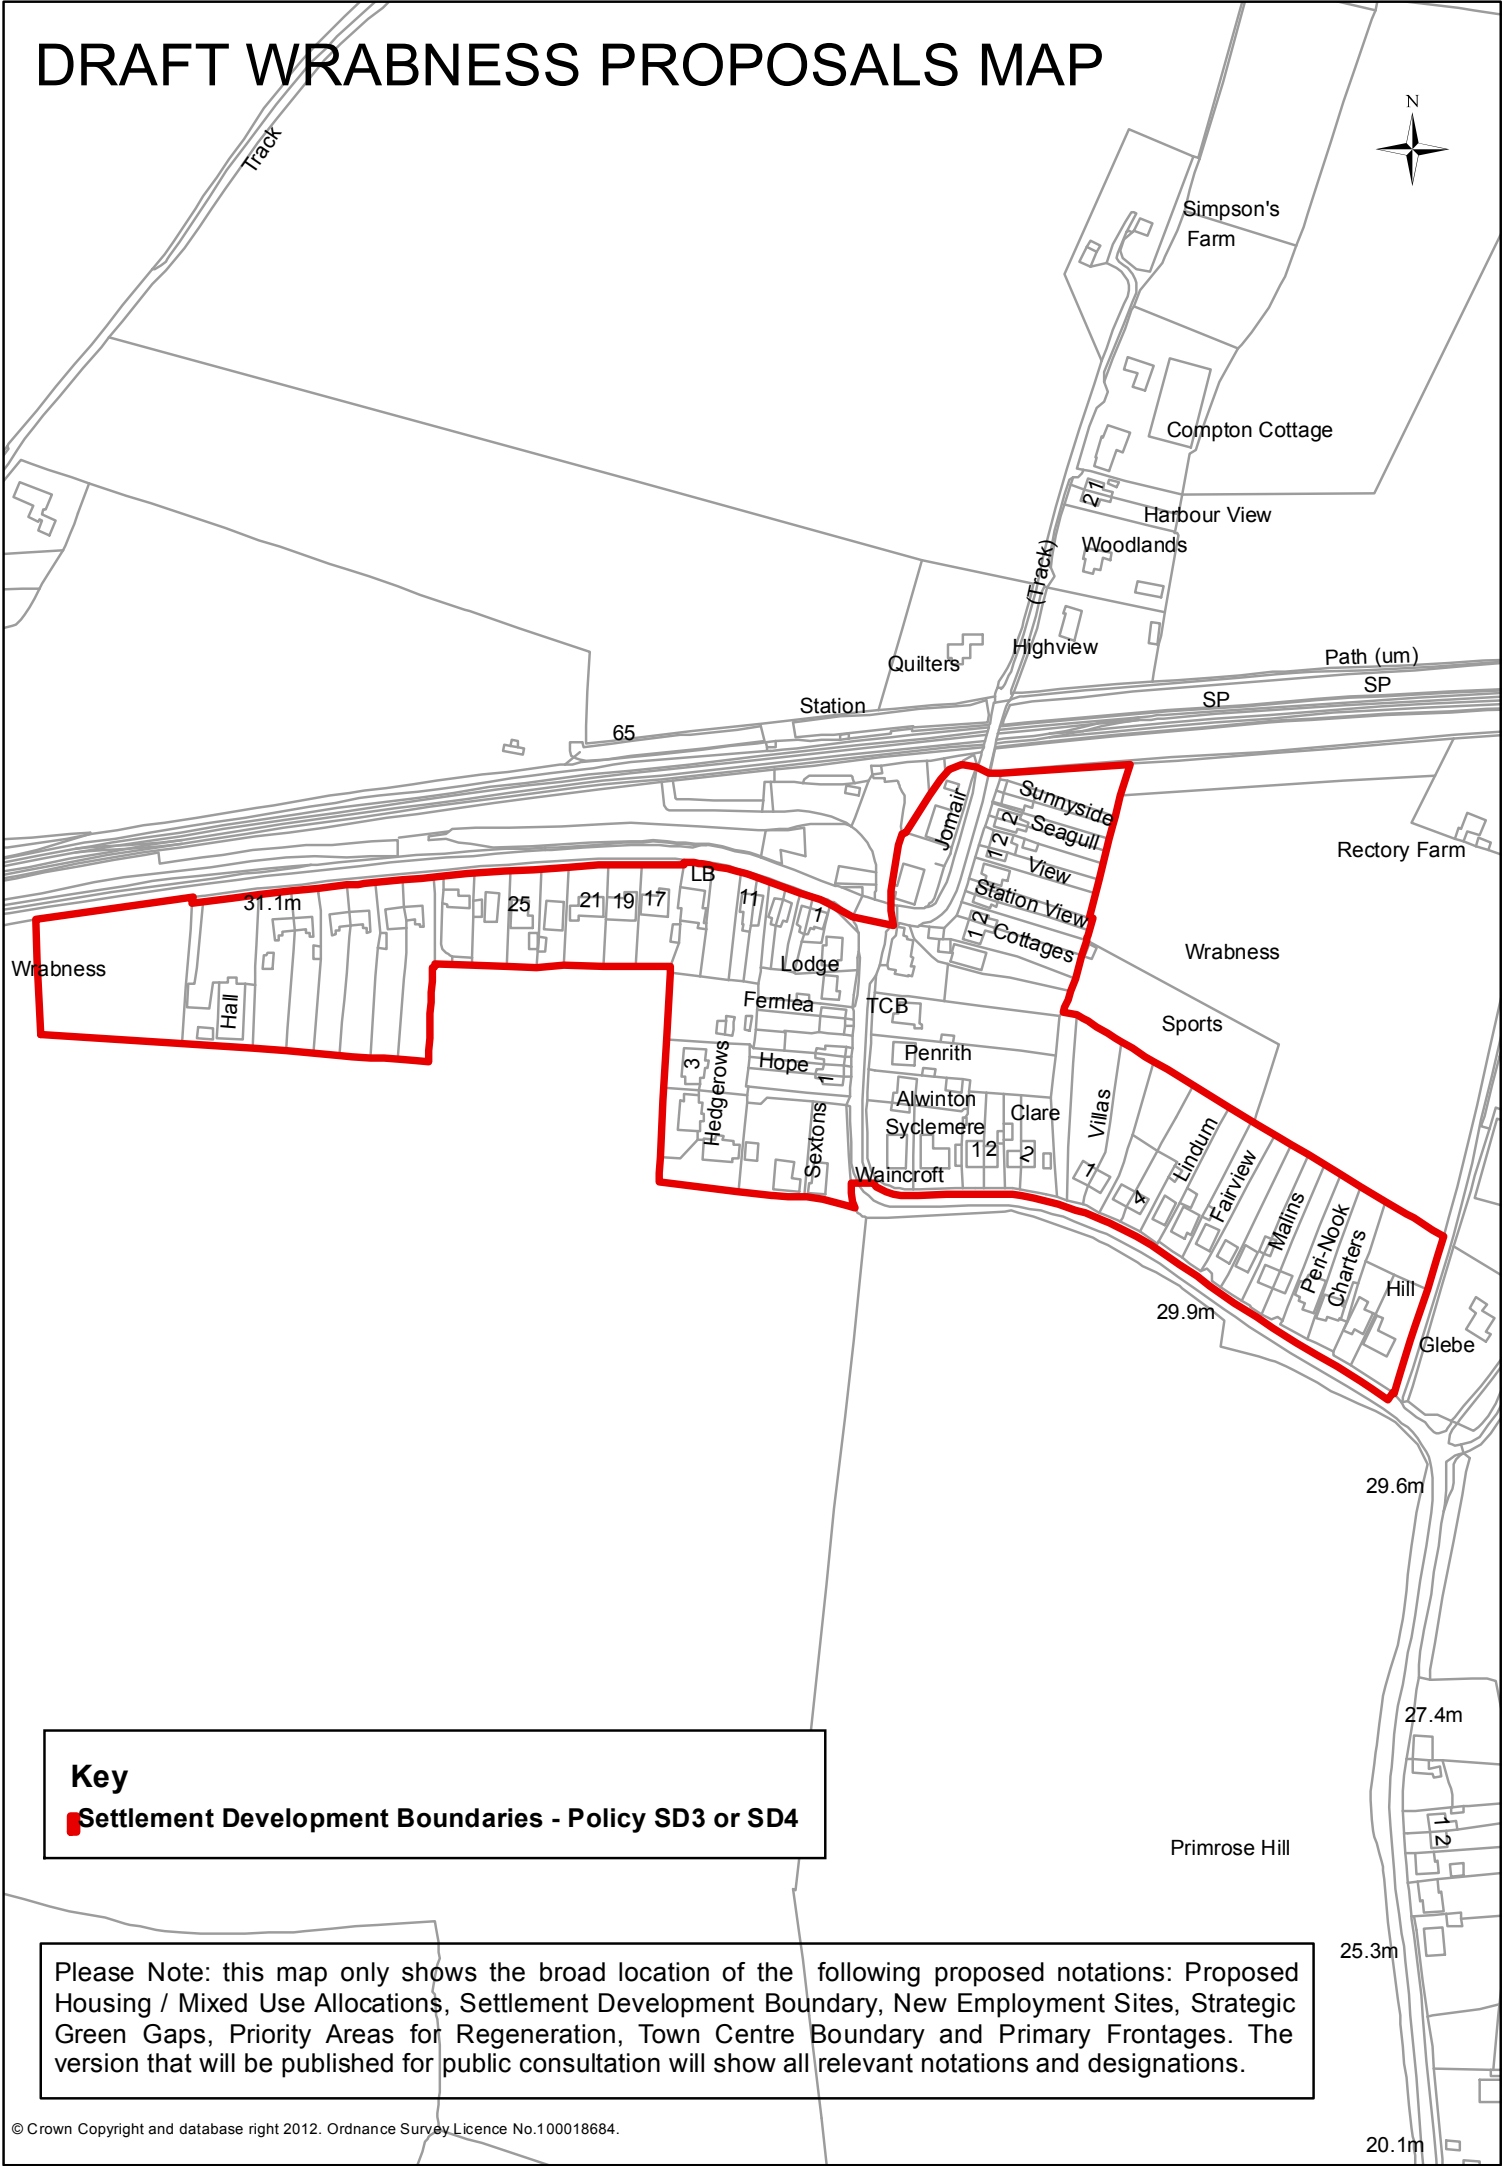 DRAFT WRABNESS PROPOSALS MAP
N
Track
Simpson's
Farm
Compton Cottage
2 1
Harbour View
Woodlands
(Track)
Highview
Quilters
Path (um)
SP
SP
Station
65
Sunnyside
Jomair
2
Seagull
1 2
View
Rectory Farm
Station View
1 2
Cottages
LB
31.1m
25
21
19
17
11
1
Wrabness
Hall
Lodge
Fernlea
TCB
Wrabness
Sports
3
Hedgerows
Hope
1
Penrith
Alwinton
Syclemere
Clare
Villas
1 2
2
Sextons
Waincroft
1
4
Lindum
Fairview
Malins
Peri-Nook
Charters
Hill
29.9m
Glebe
29.6m
27.4m
1 2
Primrose Hill
25.3m
20.1m
Key
Settlement Development Boundaries - Policy SD3 or SD4
Please Note: this map only shows the broad location of the following proposed notations: Proposed
Housing / Mixed Use Allocations, Settlement Development Boundary, New Employment Sites, Strategic
Green Gaps, Priority Areas for Regeneration, Town Centre Boundary and Primary Frontages. The
version that will be published for public consultation will show all relevant notations and designations.
© Crown Copyright and database right 2012. Ordnance Survey Licence No.100018684.